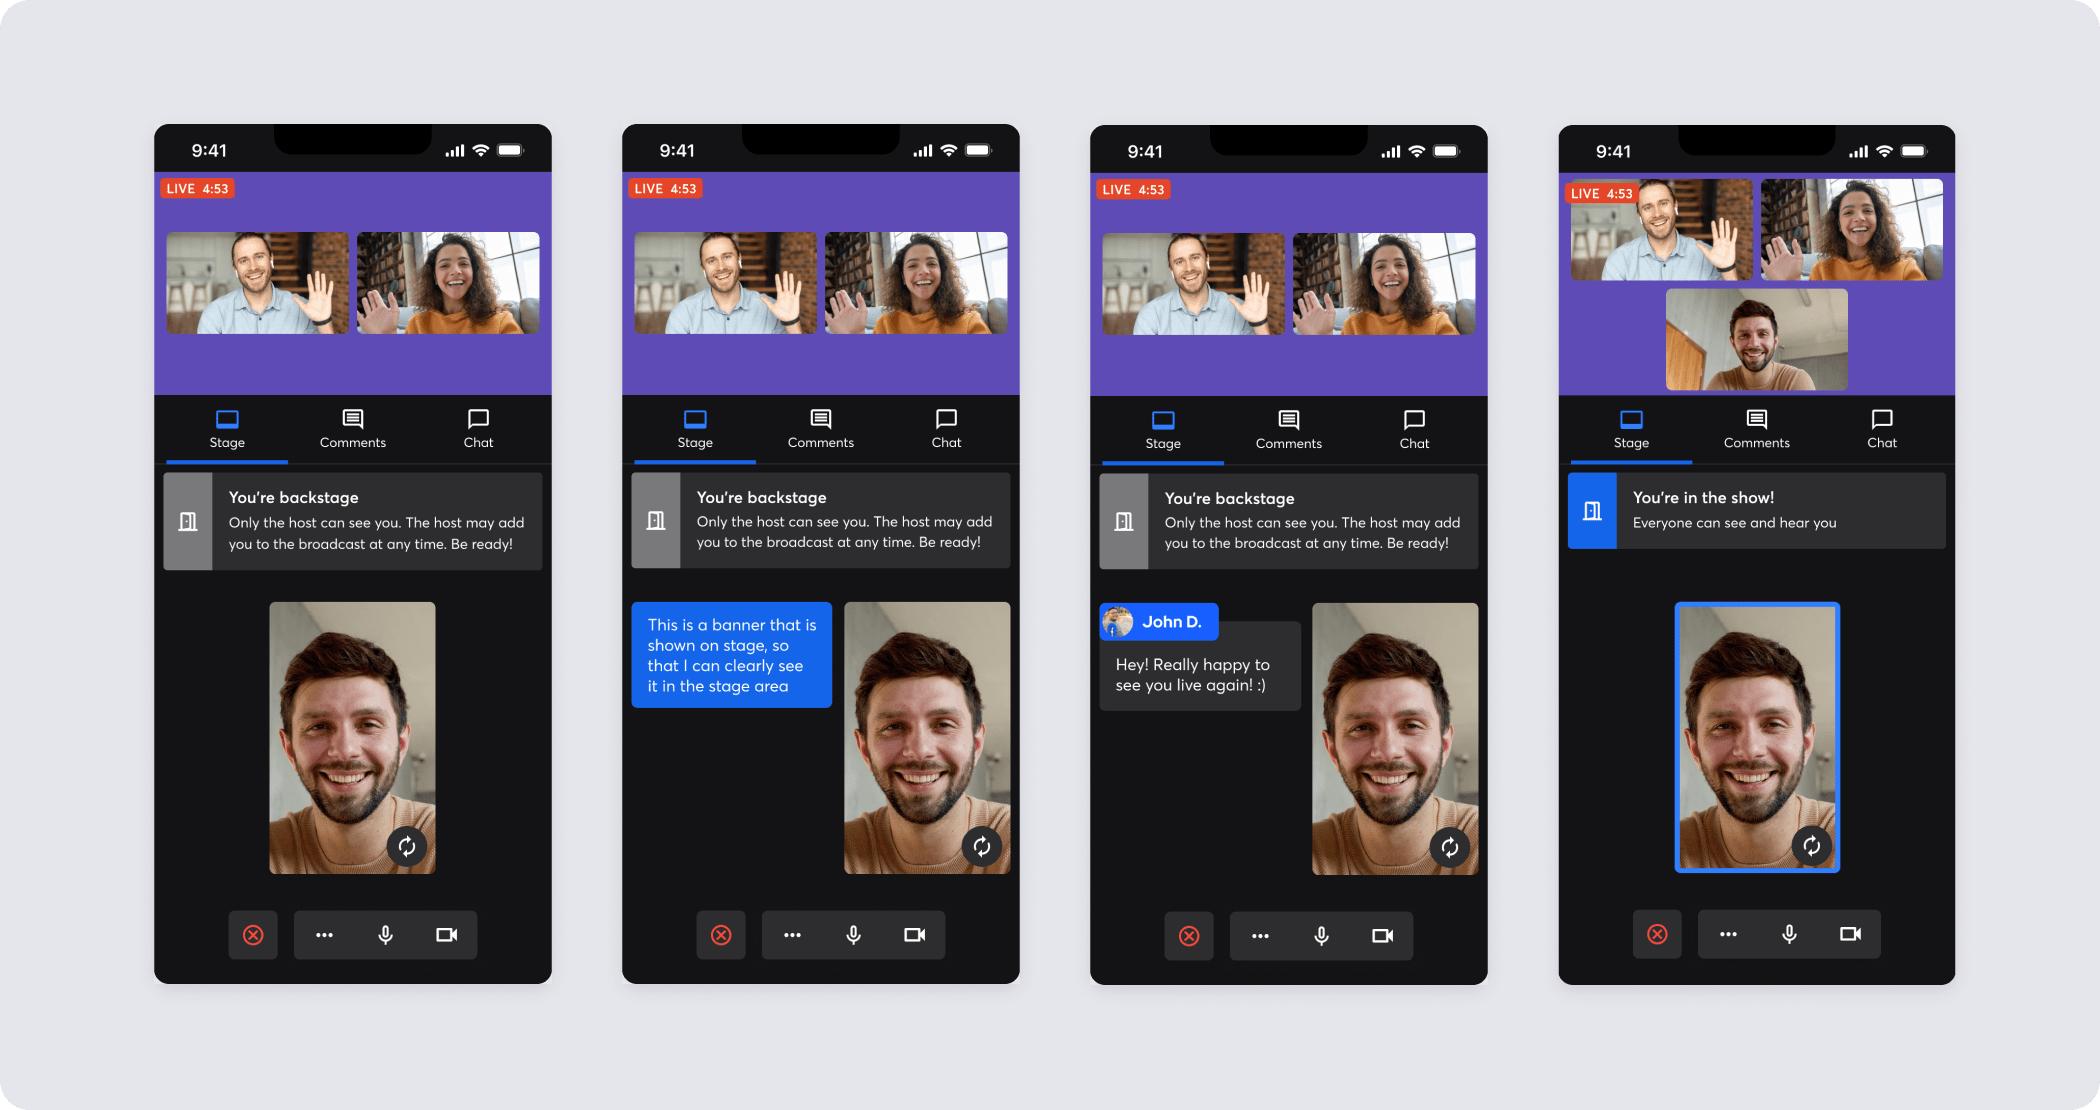 9:41
LIVE 4:53
Stage
Comments
Chat
You're backstage
Only the host can see you. The host may add
you to the broadcast at any time. Be ready!
9:41
LIVE 4:53
Stage
Comments
Chat
You're backstage
Only the host can see you. The host may add
you to the broadcast at any time. Be ready!
This is a banner that is
shown on stage, so
that I can clearly see
it in the stage area
9:41
LIVE 4:53
Stage
Comments
Chat
You're backstage
Only the host can see you. The host may add
you to the broadcast at any time. Be ready!
John D.
Hey! Really happy to
see you live again! :)
9:41
LIVE 4:53
Stage
Comments
Chat
You're in the show!
Everyone can see and hear you